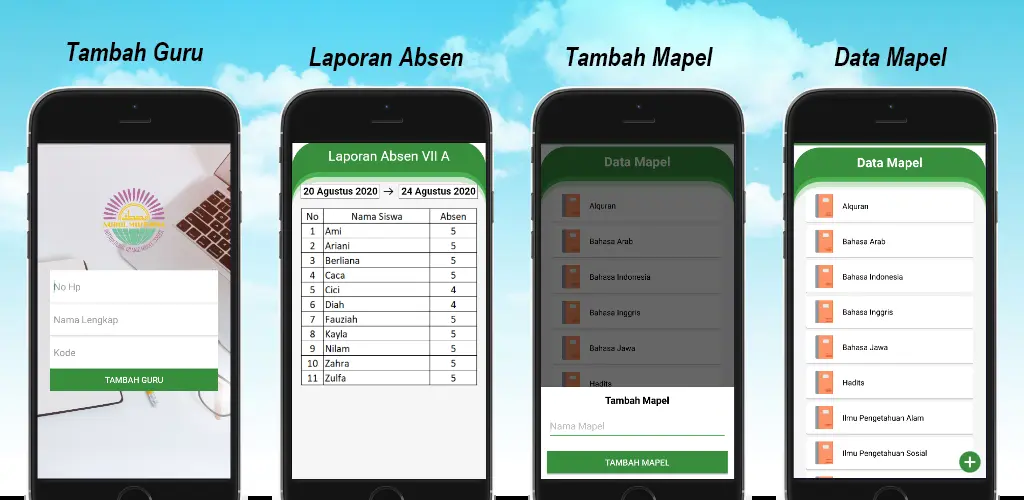 Tambah Guru
No Hp
Nama Lengkap
Kode
TAMBAH GURU
Laporan Absen
Laporan Absen VII A
20 Agustus 2020 → 24 Agustus 2020
No Nama Siswa Absen
1 Ami 5
2 Ariani 5
3 Berliana 5
4 Caca 5
5 Cici 4
6 Diah 4
7 Fauziah 5
8 Kayla 5
9 Nilam 5
10 Zahra 5
11 Zulfa 5
Tambah Mapel
Data Mapel
Alquran
Bahasa Arab
Bahasa Indonesia
Bahasa Inggris
Bahasa Jawa
Hadits
Tambah Mapel
Nama Mapel
TAMBAH MAPEL
Data Mapel
Data Mapel
Alquran
Bahasa Arab
Bahasa Indonesia
Bahasa Inggris
Bahasa Jawa
Hadits
Ilmu Pengetahuan Alam
Ilmu Pengetahuan Sosial